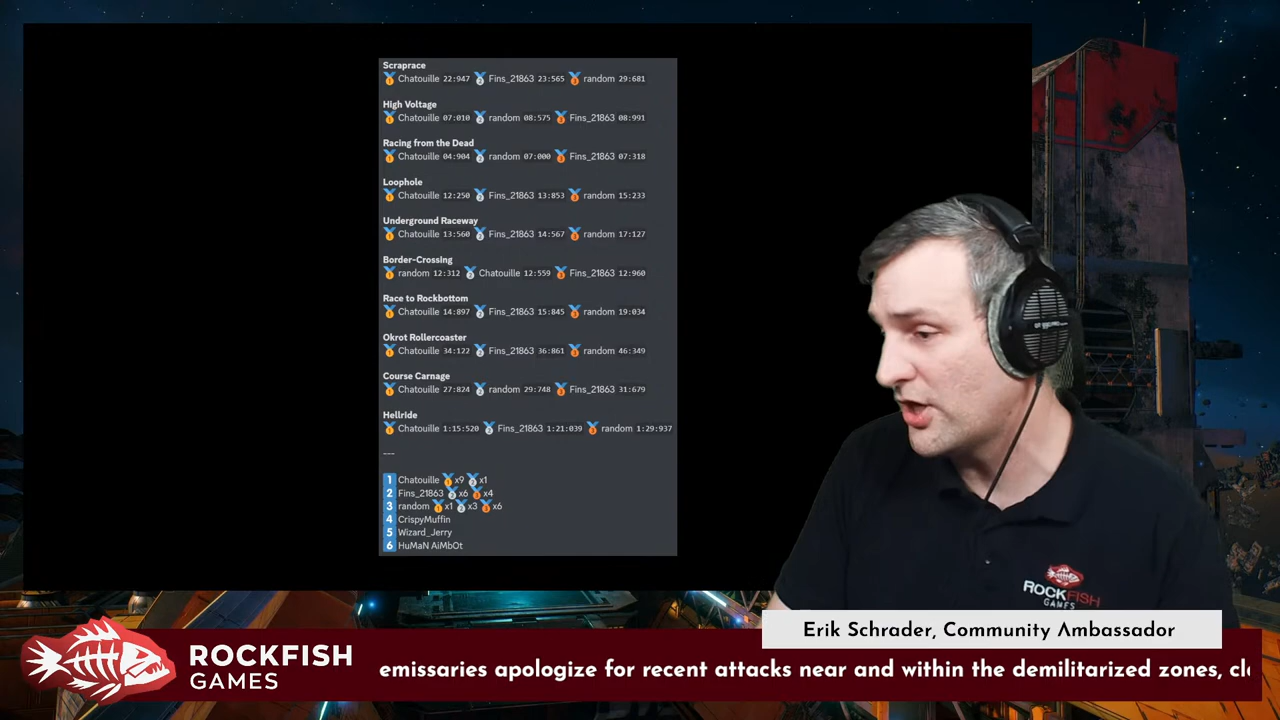 Scraprace
Chatouille 22:947 Fins_21863 23:565 random 29:681
High Voltage
Chatouille 07:010 random 08:575 Fins_21863 08:991
Racing from the Dead
Chatouille 04:904 random 07:000 Fins_21863 07:318
Loophole
Chatouille 12:250 Fins_21863 13:853 random 15:233
Underground Raceway
Chatouille 13:560 Fins_21863 14:567 random 17:127
Border-Crossing
random 12:312 Chatouille 12:559 Fins_21863 12:960
Race to Rockbottom
Chatouille 14:897 Fins_21863 15:845 random 19:034
Okrot Rollercoaster
Chatouille 34:122 Fins_21863 36:861 random 46:349
Course Carnage
Chatouille 27:824 random 29:748 Fins_21863 31:679
Hellride
Chatouille 1:15:520 Fins_21863 1:21:039 random 1:29:937
---
1 Chatouille x9 x1
2 Fins_21863 x6 x4
3 random x1 x3 x6
4 CrispyMuffin
5 Wizard_Jerry
6 HuMaN AiMbOt
ROCKFISH
GAMES
Erik Schrader, Community Ambassador
ROCKFISH
GAMES
emissaries apologize for recent attacks near and within the demilitarized zones, cl